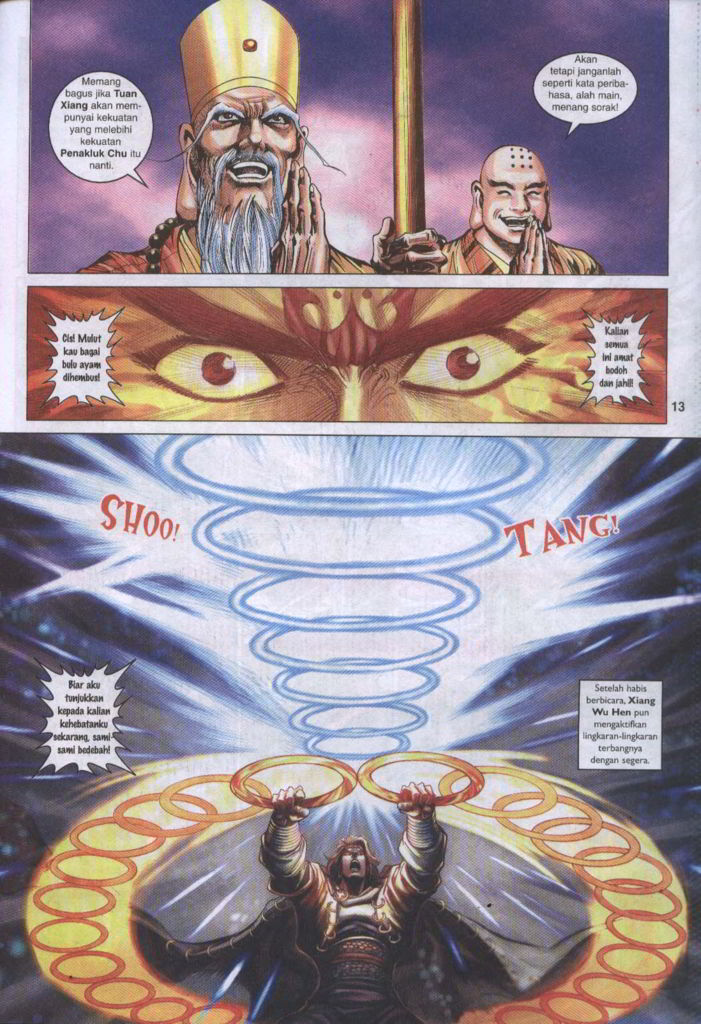 Memang
bagus jika Tuan
Xiang akan mem-
punyai kekuatan
yang melebihi
kekuatan
Penakluk Chu itu
nanti.
Akan
tetapi janganlah
seperti kata periba-
hasa, alah main,
menang sorak!
Cis! Mulut
kau bagai
bulu ayam
dihembus!
Kalian
semua
ini amat
bodoh
dan jahil!
13
SHOO!
TANG!
Biar aku
tunjukkan
kepada kalian
kehebatanku
sekarang, sami-
sami bedebah!
Setelah habis
berbicara, Xiang
Wu Hen pun
mengaktifkan
lingkaran-lingkaran
terbangnya
dengan segera.